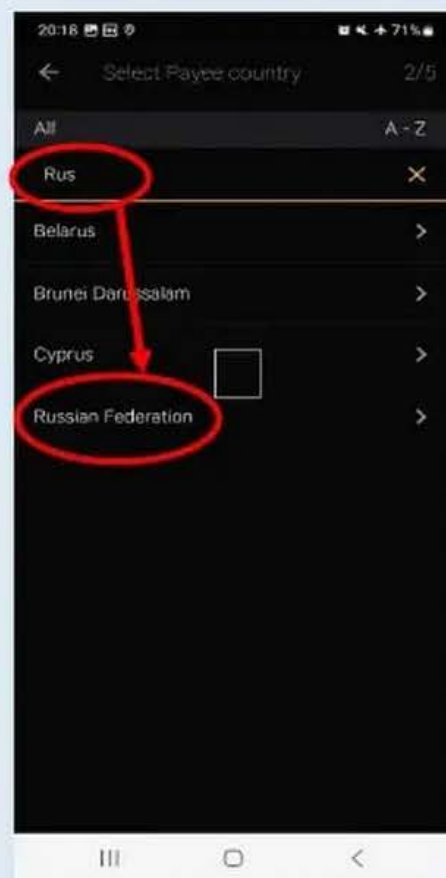 20:18 71%
Select Payee country 2/5
All A - Z
Rus
Belarus
Brunei Darussalam
Cyprus
Russian Federation